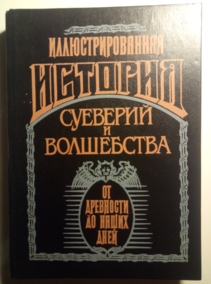 ИЛЛЮСТРИРОВАННАЯ
ИСТОРИЯ
СУЕВЕРИЙ
И
ВОЛШЕБСТВА
ОТ
ДРЕВНОСТИ
ДО НАШИХ
ДНЕЙ